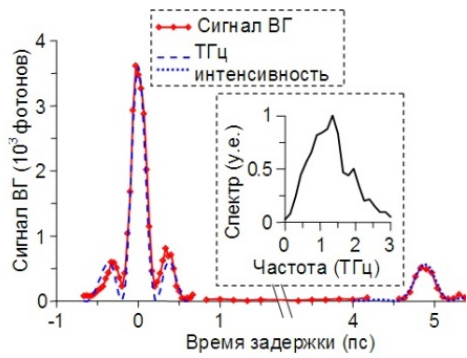 Сигнал ВГ
ТГц
интенсивность
Сигнал ВГ (10³ фотонов)
4
3
2
1
0
-1 0 1 4 5
Время задержки (пс)
Спектр (у.е.)
1
0.5
0
0 1 2 3
Частота (ТГц)